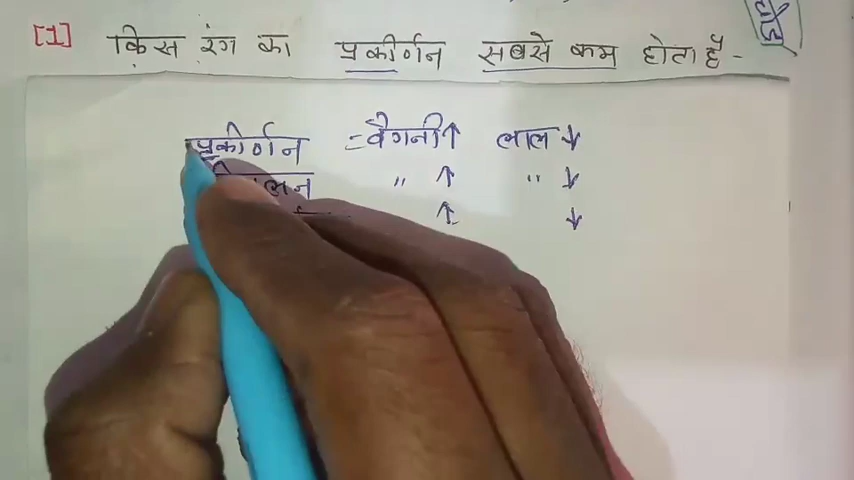 [1] किस रंग का प्रकीर्णन सबसे कम होता है -
प्रकीर्णन = बैगनी ↑ लाल ↓
" ↑ " ↓
↑ ↓